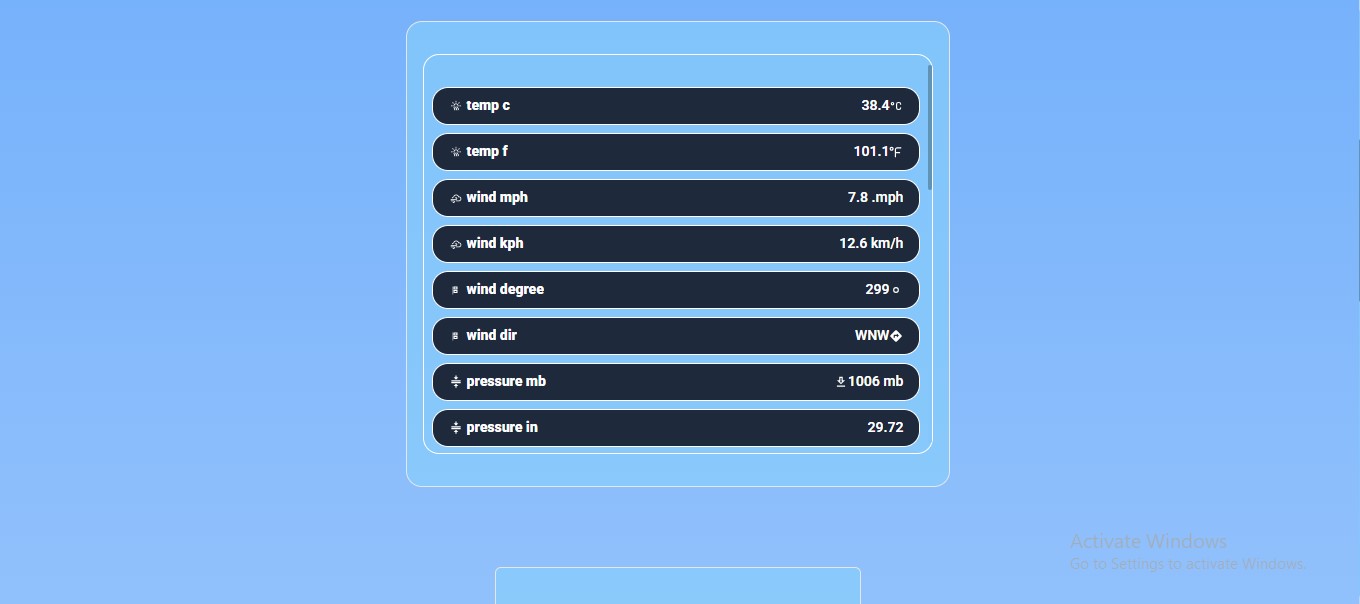 temp c 38.4°C
temp f 101.1°F
wind mph 7.8 .mph
wind kph 12.6 km/h
wind degree 299 °
wind dir WNW
pressure mb 1006 mb
pressure in 29.72
Activate Windows
Go to Settings to activate Windows.